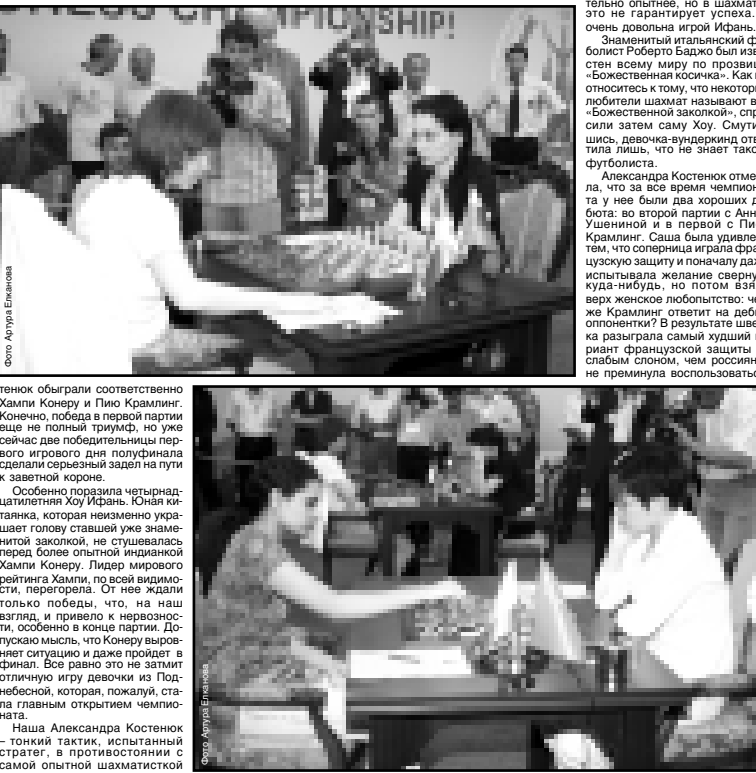 CHESS CHAMPIONSHIP!
Фото Артура Елканова
тенюк обыграли соответственно
Хампи Конеру и Пию Крамлинг.
Конечно, победа в первой партии
еще не полный триумф, но уже
сейчас две победительницы пер-
вого игрового дня полуфинала
сделали серьезный задел на пути
к заветной короне.
Особенно поразила четырнад-
цатилетняя Хоу Ифань. Юная ки-
таянка, которая неизменно укра-
шает голову ставшей уже знаме-
нитой заколкой, не стушевалась
перед более опытной индианкой
Хампи Конеру. Лидер мирового
рейтинга Хампи, по всей видимо-
сти, перегорела. От нее ждали
только победы, что, на наш
взгляд, и привело к нервознос-
ти, особенно в конце партии. До-
пускаю мысль, что Конеру выров-
няет ситуацию и даже пройдет в
финал. Все равно это не затмит
отличную игру девочки из Под-
небесной, которая, пожалуй, ста-
ла главным открытием чемпио-
ната.
Наша Александра Костенюк
– тонкий тактик, испытанный
стратег, в противостоянии с
самой опытной шахматисткой
тельно опытнее, но в шахмат
это не гарантирует успеха.
очень довольна игрой Ифань.
Знаменитый итальянский ф
болист Роберто Баджо был изв
стен всему миру по прозвищ
«Божественная косичка». Как
относитесь к тому, что некотор
любители шахмат называют в
«Божественной заколкой», спр
сили затем саму Хоу. Смути
шись, девочка-вундеркинд отв
тила лишь, что не знает тако
футболиста.
Александра Костенюк отме
ла, что за все время чемпион
та у нее были два хороших д
бюта: во второй партии с Анн
Ушениной и в первой с Пи
Крамлинг. Саша была удивле
тем, что соперница играла фра
цузскую защиту и поначалу даж
испытывала желание сверну
куда-нибудь, но потом взя
верх женское любопытство: че
же Крамлинг ответит на деб
оппонентки? В результате шве
ка разыграла самый худший в
риант французской защиты
слабым слоном, чем россиян
не преминула воспользоватьс
Фото Артура Елканова